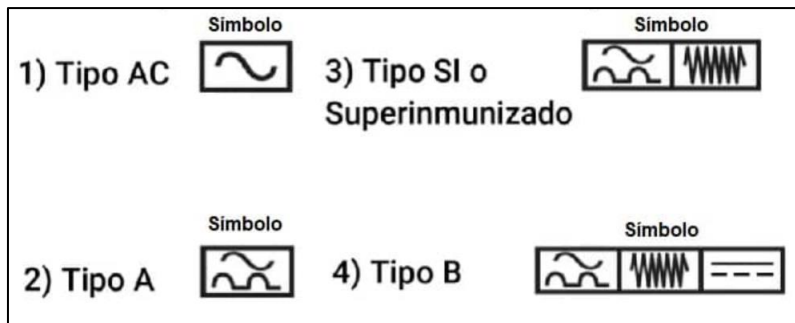 Símbolo
1) Tipo AC
Símbolo
3) Tipo SI o
Superinmunizado
Símbolo
2) Tipo A
Símbolo
4) Tipo B